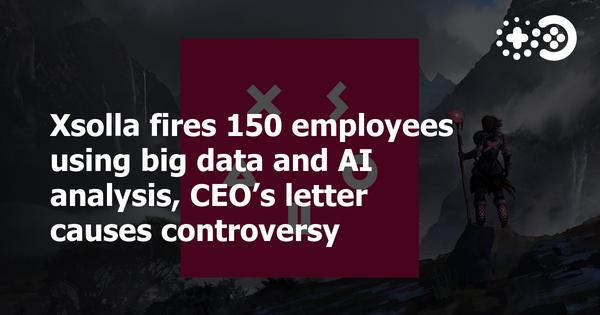 Xsolla fires 150 employees
using big data and AI
analysis, CEO’s letter
causes controversy